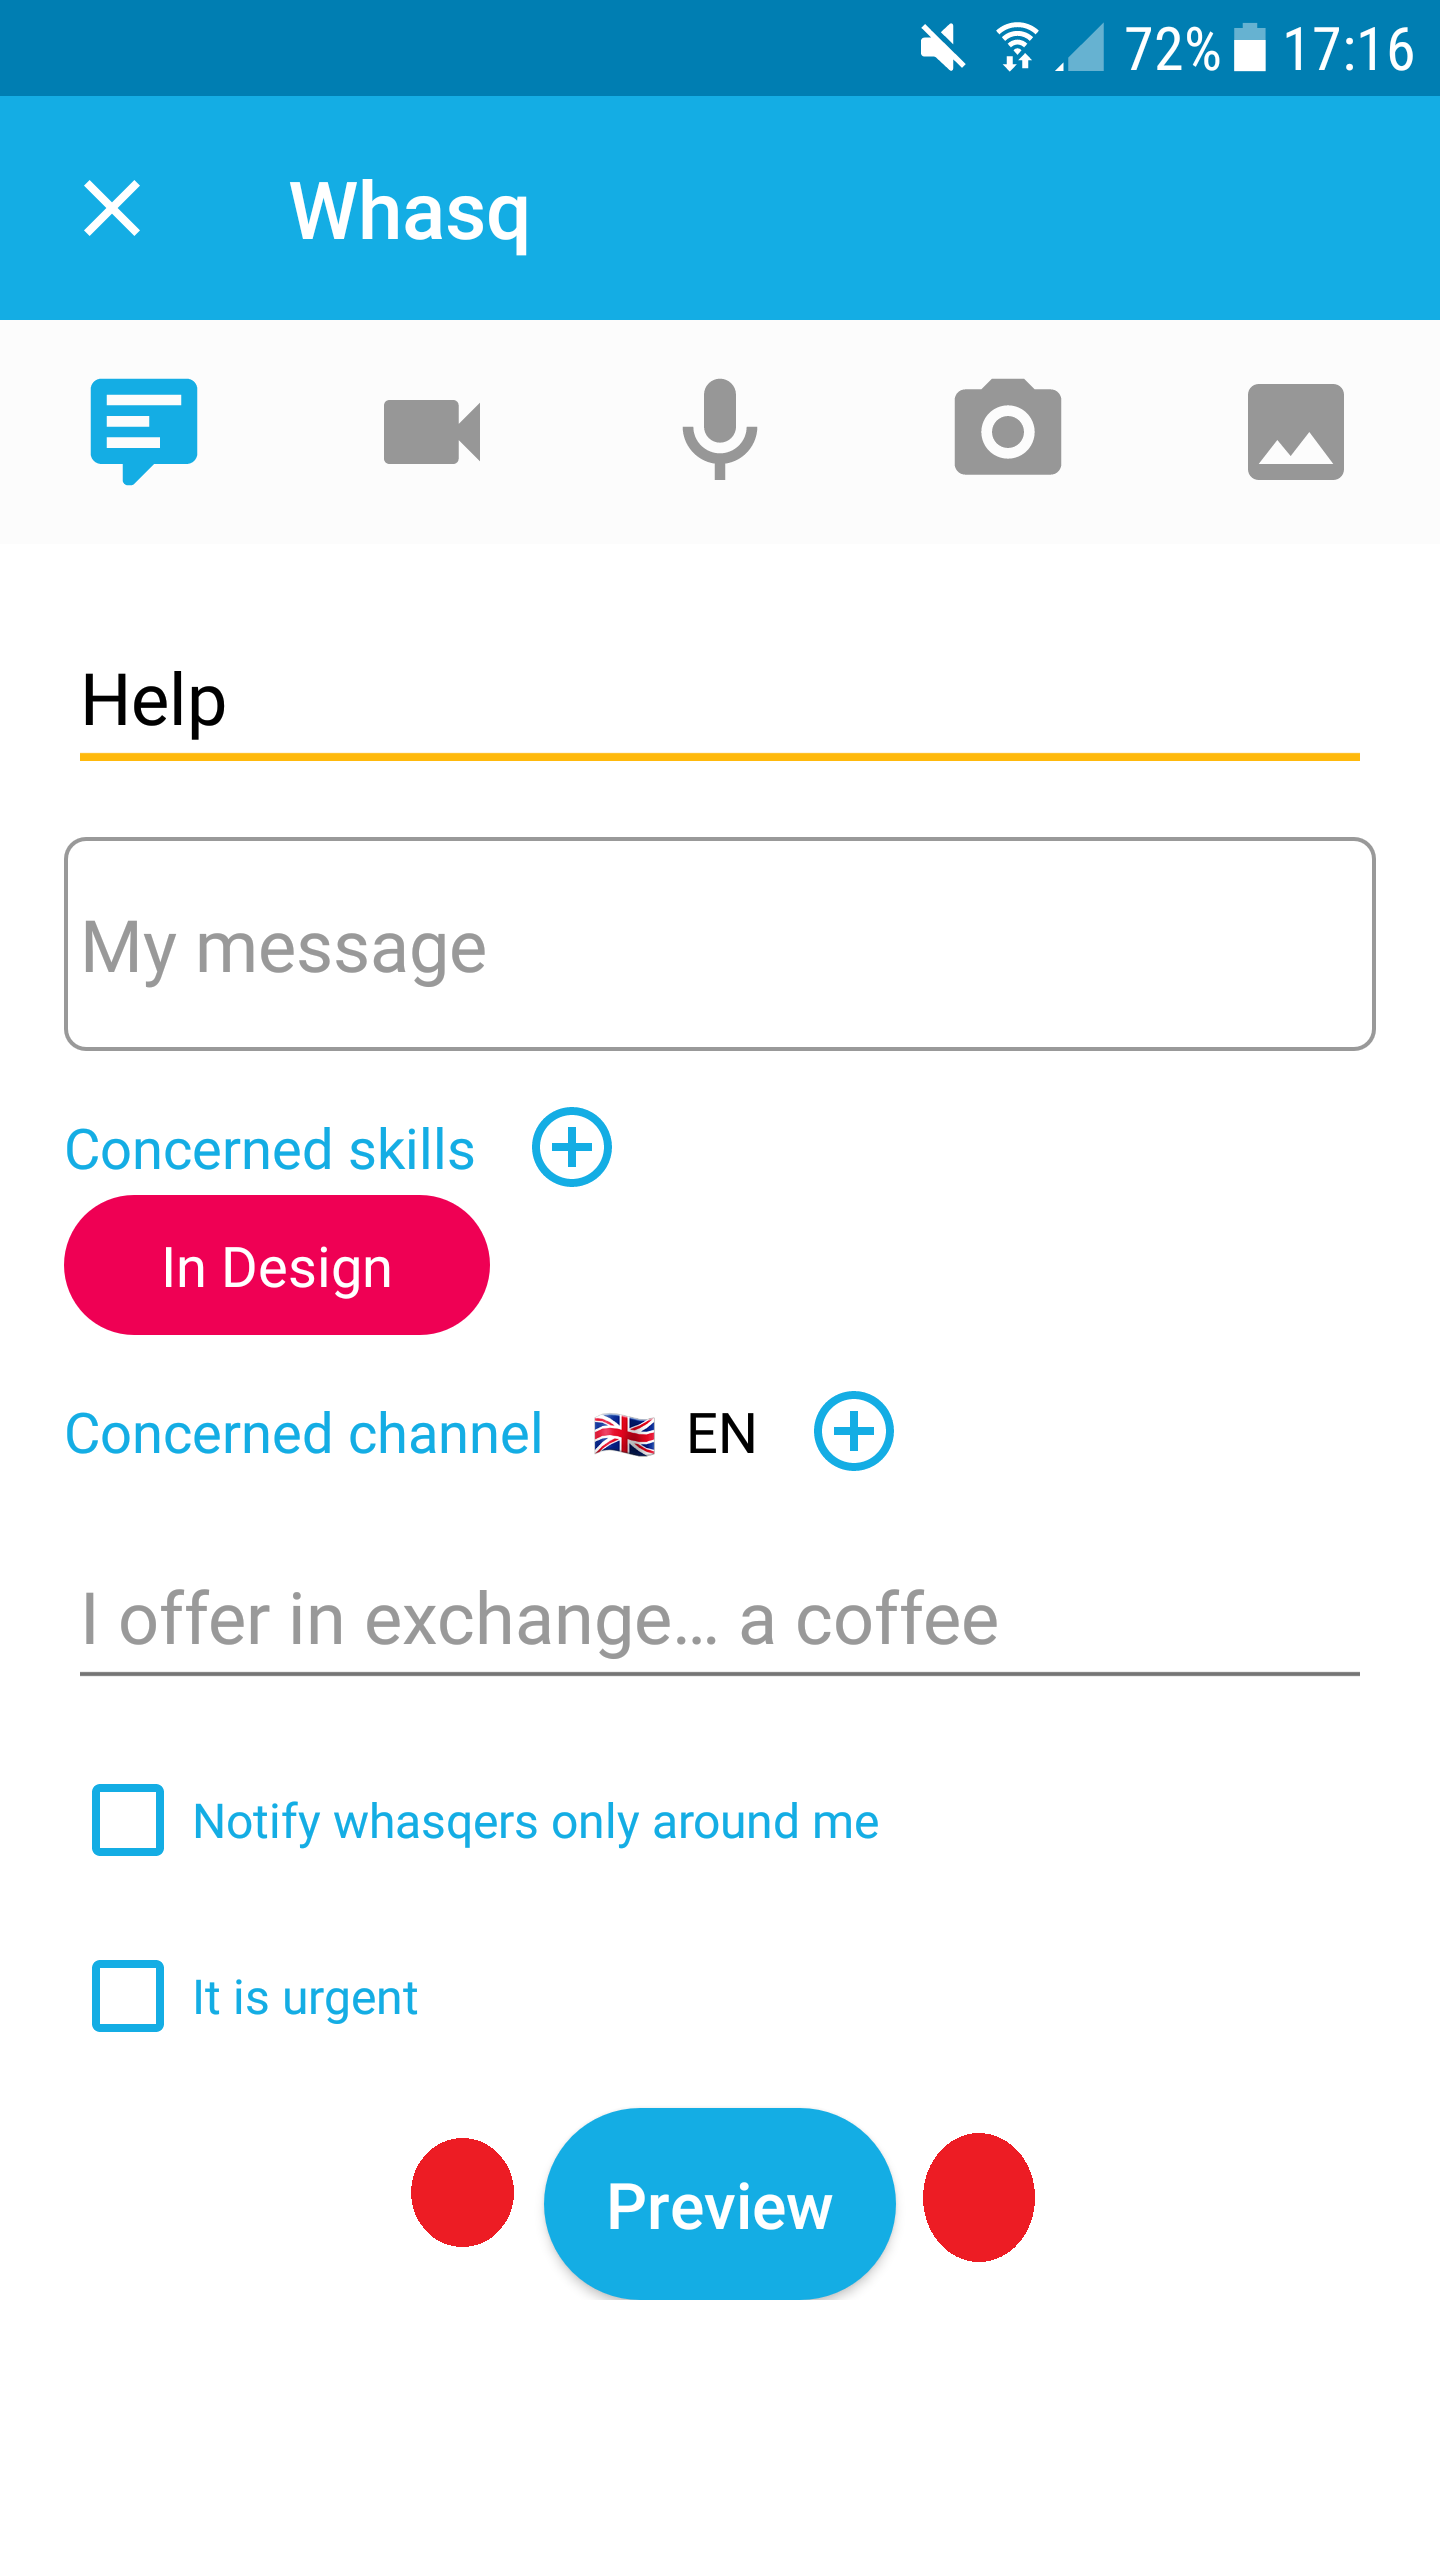 72% 17:16
Whasq
Help
My message
Concerned skills
In Design
Concerned channel 🇬🇧 EN
I offer in exchange... a coffee
Notify whasqers only around me
It is urgent
Preview